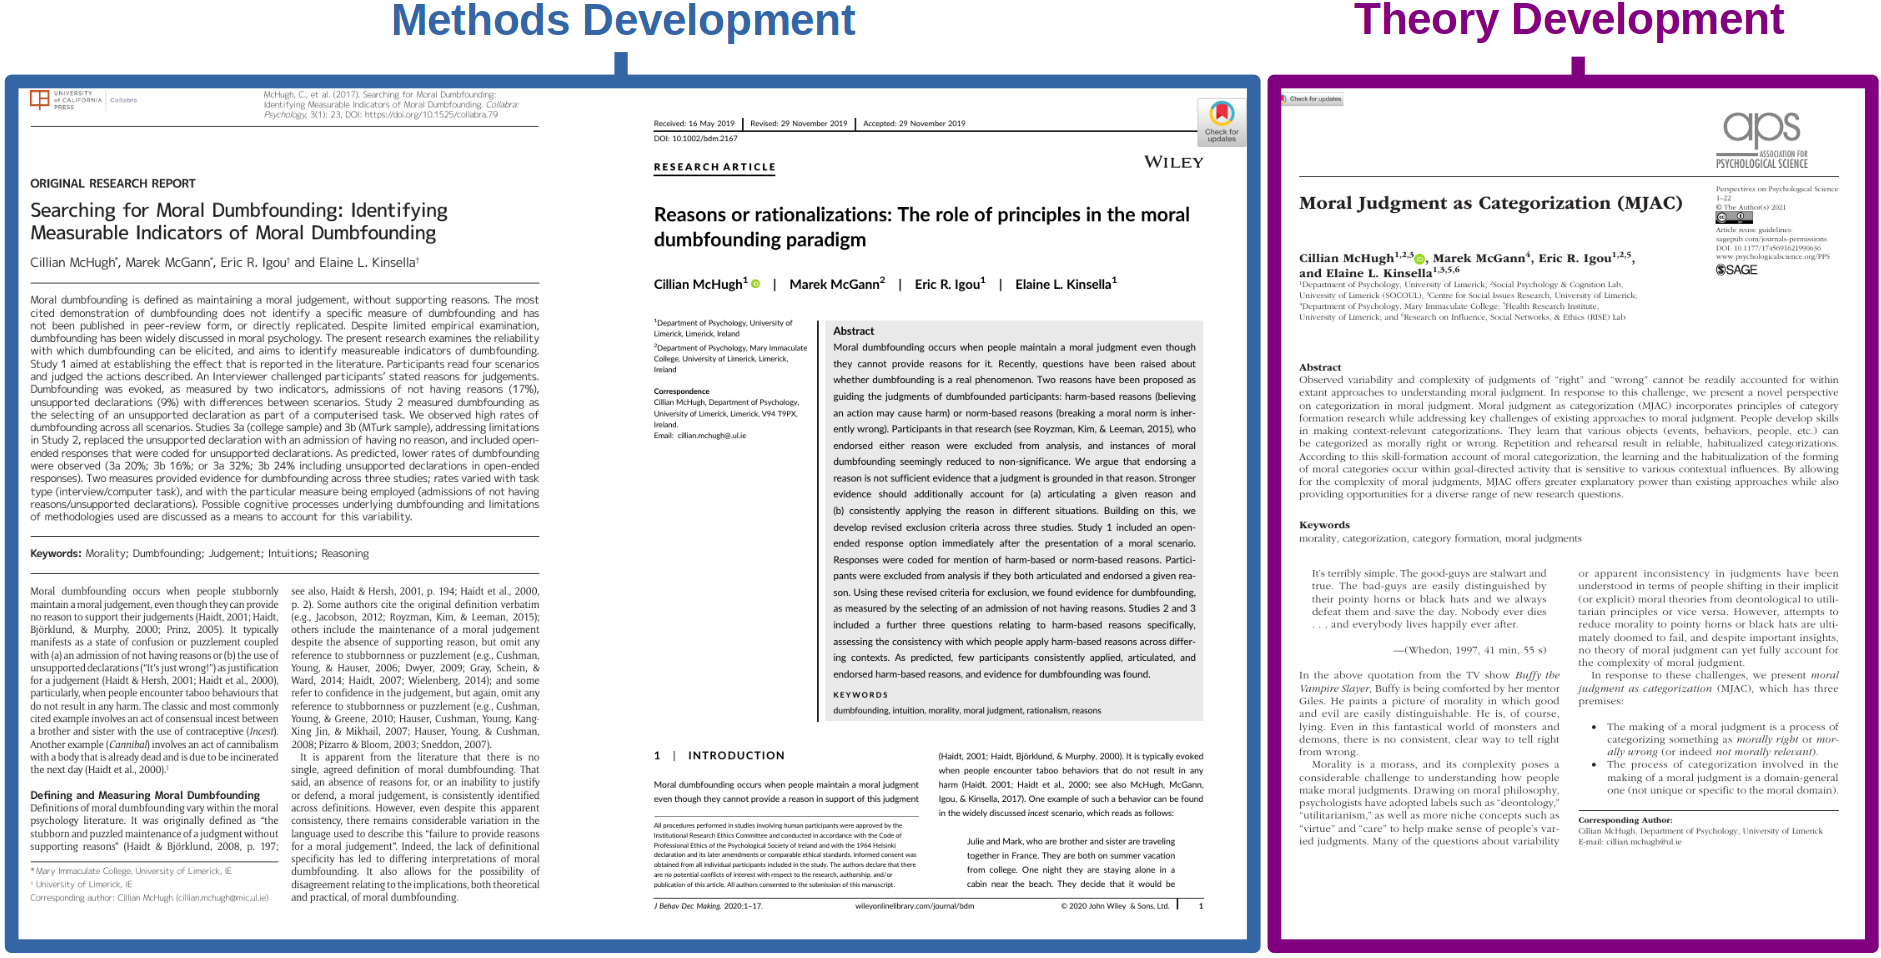 Methods Development
Theory Development
UNIVERSITY
of CALIFORNIA
PRESS
Collabra
McHugh, C., et al. (2017). Searching for Moral Dumbfounding:
Identifying Measurable Indicators of Moral Dumbfounding. Collabra:
Psychology, 3(1): 23, DOI: https://doi.org/10.1525/collabra.79
ORIGINAL RESEARCH REPORT
Searching for Moral Dumbfounding: Identifying
Measurable Indicators of Moral Dumbfounding
Cillian McHugh*, Marek McGann*, Eric R. Igou† and Elaine L. Kinsella†
Moral dumbfounding is defined as maintaining a moral judgement, without supporting reasons. The most
cited demonstration of dumbfounding does not identify a specific measure of dumbfounding and has
not been published in peer-review form, or directly replicated. Despite limited empirical examination,
dumbfounding has been widely discussed in moral psychology. The present research examines the reliability
with which dumbfounding can be elicited, and aims to identify measureable indicators of dumbfounding.
Study 1 aimed at establishing the effect that is reported in the literature. Participants read four scenarios
and judged the actions described. An Interviewer challenged participants' stated reasons for judgements.
Dumbfounding was evoked, as measured by two indicators, admissions of not having reasons (17%),
unsupported declarations (9%) with differences between scenarios. Study 2 measured dumbfounding as
the selecting of an unsupported declaration as part of a computerised task. We observed high rates of
dumbfounding across all scenarios. Studies 3a (college sample) and 3b (MTurk sample), addressing limitations
in Study 2, replaced the unsupported declaration with an admission of having no reason, and included open-
ended responses that were coded for unsupported declarations. As predicted, lower rates of dumbfounding
were observed (3a 20%; 3b 16%; or 3a 32%; 3b 24% including unsupported declarations in open-ended
responses). Two measures provided evidence for dumbfounding across three studies; rates varied with task
type (interview/computer task), and with the particular measure being employed (admissions of not having
reasons/unsupported declarations). Possible cognitive processes underlying dumbfounding and limitations
of methodologies used are discussed as a means to account for this variability.
Keywords: Morality; Dumbfounding; Judgement; Intuitions; Reasoning
Moral dumbfounding occurs when people stubbornly
maintain a moral judgement, even though they can provide
no reason to support their judgements (Haidt, 2001; Haidt,
Björklund, & Murphy, 2000; Prinz, 2005). It typically
manifests as a state of confusion or puzzlement coupled
with (a) an admission of not having reasons or (b) the use of
unsupported declarations ("It's just wrong!") as justification
for a judgement (Haidt & Hersh, 2001; Haidt et al., 2000),
particularly, when people encounter taboo behaviours that
do not result in any harm. The classic and most commonly
cited example involves an act of consensual incest between
a brother and sister with the use of contraceptive (Incest).
Another example (Cannibal) involves an act of cannibalism
with a body that is already dead and is due to be incinerated
the next day (Haidt et al., 2000).¹
Defining and Measuring Moral Dumbfounding
Definitions of moral dumbfounding vary within the moral
psychology literature. It was originally defined as "the
stubborn and puzzled maintenance of a judgment without
supporting reasons" (Haidt & Björklund, 2008, p. 197;
* Mary Immaculate College, University of Limerick, IE
† University of Limerick, IE
Corresponding author: Cillian McHugh (cillian.mchugh@mic.ul.ie)
see also, Haidt & Hersh, 2001, p. 194; Haidt et al., 2000,
p. 2). Some authors cite the original definition verbatim
(e.g., Jacobson, 2012; Royzman, Kim, & Leeman, 2015);
others include the maintenance of a moral judgement
despite the absence of supporting reason, but omit any
reference to stubbornness or puzzlement (e.g., Cushman,
Young, & Hauser, 2006; Dwyer, 2009; Gray, Schein, &
Ward, 2014; Haidt, 2007; Wielenberg, 2014); and some
refer to confidence in the judgement, but again, omit any
reference to stubbornness or puzzlement (e.g., Cushman,
Young, & Greene, 2010; Hauser, Cushman, Young, Kang-
Xing Jin, & Mikhail, 2007; Hauser, Young, & Cushman,
2008; Pizarro & Bloom, 2003; Sneddon, 2007).
It is apparent from the literature that there is no
single, agreed definition of moral dumbfounding. That
said, an absence of reasons for, or an inability to justify
or defend, a moral judgement, is consistently identified
across definitions. However, even despite this apparent
consistency, there remains considerable variation in the
language used to describe this "failure to provide reasons
for a moral judgement". Indeed, the lack of definitional
specificity has led to differing interpretations of moral
dumbfounding. It also allows for the possibility of
disagreement relating to the implications, both theoretical
and practical, of moral dumbfounding.
Received: 16 May 2019 | Revised: 29 November 2019 | Accepted: 29 November 2019
DOI: 10.1002/bdm.2167
Check for
updates
RESEARCH ARTICLE
WILEY
Reasons or rationalizations: The role of principles in the moral
dumbfounding paradigm
Cillian McHugh¹ | Marek McGann² | Eric R. Igou¹ | Elaine L. Kinsella¹
¹Department of Psychology, University of
Limerick, Limerick, Ireland
²Department of Psychology, Mary Immaculate
College, University of Limerick, Limerick,
Ireland
Correspondence
Cillian McHugh, Department of Psychology,
University of Limerick, Limerick, V94 T9PX,
Ireland.
Email: cillian.mchugh@.ul.ie
Abstract
Moral dumbfounding occurs when people maintain a moral judgment even though
they cannot provide reasons for it. Recently, questions have been raised about
whether dumbfounding is a real phenomenon. Two reasons have been proposed as
guiding the judgments of dumbfounded participants: harm-based reasons (believing
an action may cause harm) or norm-based reasons (breaking a moral norm is inher-
ently wrong). Participants in that research (see Royzman, Kim, & Leeman, 2015), who
endorsed either reason were excluded from analysis, and instances of moral
dumbfounding seemingly reduced to non-significance. We argue that endorsing a
reason is not sufficient evidence that a judgment is grounded in that reason. Stronger
evidence should additionally account for (a) articulating a given reason and
(b) consistently applying the reason in different situations. Building on this, we
develop revised exclusion criteria across three studies. Study 1 included an open-
ended response option immediately after the presentation of a moral scenario.
Responses were coded for mention of harm-based or norm-based reasons. Partici-
pants were excluded from analysis if they both articulated and endorsed a given rea-
son. Using these revised criteria for exclusion, we found evidence for dumbfounding,
as measured by the selecting of an admission of not having reasons. Studies 2 and 3
included a further three questions relating to harm-based reasons specifically,
assessing the consistency with which people apply harm-based reasons across differ-
ing contexts. As predicted, few participants consistently applied, articulated, and
endorsed harm-based reasons, and evidence for dumbfounding was found.
KEYWORDS
dumbfounding, intuition, morality, moral judgment, rationalism, reasons
1 | INTRODUCTION
Moral dumbfounding occurs when people maintain a moral judgment
even though they cannot provide a reason in support of this judgment
All procedures performed in studies involving human participants were approved by the
Institutional Research Ethics Committee and conducted in accordance with the Code of
Professional Ethics of the Psychological Society of Ireland and with the 1964 Helsinki
declaration and its later amendments or comparable ethical standards. Informed consent was
obtained from all individual participants included in the study. The authors declare that there
are no potential conflicts of interest with respect to the research, authorship, and/or
publication of this article. All authors consented to the submission of this manuscript.
(Haidt, 2001; Haidt, Björklund, & Murphy, 2000). It is typically evoked
when people encounter taboo behaviors that do not result in any
harm (Haidt, 2001; Haidt et al., 2000; see also McHugh, McGann,
Igou, & Kinsella, 2017). One example of such a behavior can be found
in the widely discussed incest scenario, which reads as follows:
Julie and Mark, who are brother and sister are traveling
together in France. They are both on summer vacation
from college. One night they are staying alone in a
cabin near the beach. They decide that it would be
J Behav Dec Making. 2020;1–17.
wileyonlinelibrary.com/journal/bdm
© 2020 John Wiley & Sons, Ltd. | 1
Check for updates
aps
ASSOCIATION FOR
PSYCHOLOGICAL SCIENCE
Moral Judgment as Categorization (MJAC)
Perspectives on Psychological Science
1–22
© The Author(s) 2021
Article reuse guidelines:
sagepub.com/journals-permissions
DOI: 10.1177/1745691621990636
www.psychologicalscience.org/PPS
SAGE
Cillian McHugh1,2,3, Marek McGann4, Eric R. Igou1,2,5,
and Elaine L. Kinsella1,3,5,6
¹Department of Psychology, University of Limerick; ²Social Psychology & Cognition Lab,
University of Limerick (SOCOUL); ³Centre for Social Issues Research, University of Limerick;
⁴Department of Psychology, Mary Immaculate College; ⁵Health Research Institute,
University of Limerick; and ⁶Research on Influence, Social Networks, & Ethics (RISE) Lab
Abstract
Observed variability and complexity of judgments of "right" and "wrong" cannot be readily accounted for within
extant approaches to understanding moral judgment. In response to this challenge, we present a novel perspective
on categorization in moral judgment. Moral judgment as categorization (MJAC) incorporates principles of category
formation research while addressing key challenges of existing approaches to moral judgment. People develop skills
in making context-relevant categorizations. They learn that various objects (events, behaviors, people, etc.) can
be categorized as morally right or wrong. Repetition and rehearsal result in reliable, habitualized categorizations.
According to this skill-formation account of moral categorization, the learning and the habitualization of the forming
of moral categories occur within goal-directed activity that is sensitive to various contextual influences. By allowing
for the complexity of moral judgments, MJAC offers greater explanatory power than existing approaches while also
providing opportunities for a diverse range of new research questions.
Keywords
morality, categorization, category formation, moral judgments
It's terribly simple. The good-guys are stalwart and
true. The bad-guys are easily distinguished by
their pointy horns or black hats and we always
defeat them and save the day. Nobody ever dies
. . . and everybody lives happily ever after.
—(Whedon, 1997, 41 min, 55 s)
In the above quotation from the TV show Buffy the
Vampire Slayer, Buffy is being comforted by her mentor
Giles. He paints a picture of morality in which good
and evil are easily distinguishable. He is, of course,
lying. Even in this fantastical world of monsters and
demons, there is no consistent, clear way to tell right
from wrong.
Morality is a morass, and its complexity poses a
considerable challenge to understanding how people
make moral judgments. Drawing on moral philosophy,
psychologists have adopted labels such as "deontology,"
"utilitarianism," as well as more niche concepts such as
"virtue" and "care" to help make sense of people's var-
ied judgments. Many of the questions about variability
or apparent inconsistency in judgments have been
understood in terms of people shifting in their implicit
(or explicit) moral theories from deontological to utili-
tarian principles or vice versa. However, attempts to
reduce morality to pointy horns or black hats are ulti-
mately doomed to fail, and despite important insights,
no theory of moral judgment can yet fully account for
the complexity of moral judgment.
In response to these challenges, we present moral
judgment as categorization (MJAC), which has three
premises:
• The making of a moral judgment is a process of
categorizing something as morally right or mor-
ally wrong (or indeed not morally relevant).
• The process of categorization involved in the
making of a moral judgment is a domain-general
one (not unique or specific to the moral domain).
Corresponding Author:
Cillian McHugh, Department of Psychology, University of Limerick
E-mail: cillian.mchugh@ul.ie